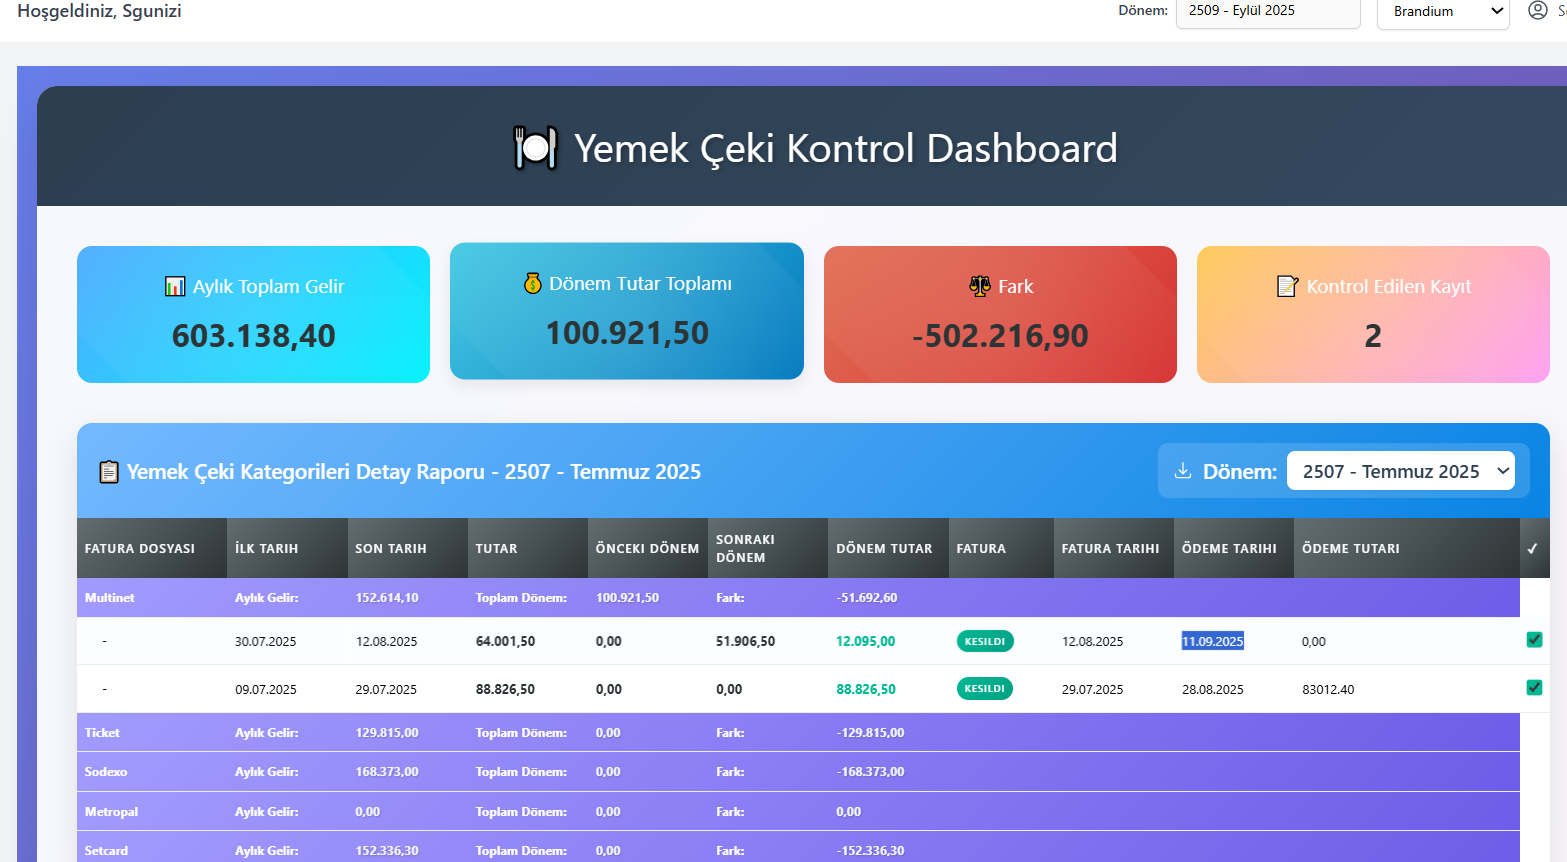 Hoşgeldiniz, Sgunizi
Dönem: 2509 - Eylül 2025 Brandium
Yemek Çeki Kontrol Dashboard
Aylık Toplam Gelir
603.138,40
Dönem Tutar Toplamı
100.921,50
Fark
-502.216,90
Kontrol Edilen Kayıt
2
Yemek Çeki Kategorileri Detay Raporu - 2507 - Temmuz 2025
Dönem: 2507 - Temmuz 2025
FATURA DOSYASI İLK TARIH SON TARIH TUTAR ÖNCEKI DÖNEM SONRAKI DÖNEM DÖNEM TUTAR FATURA FATURA TARIHI ÖDEME TARIHI ÖDEME TUTARI ✓
Multinet Aylık Gelir: 152.614,10 Toplam Dönem: 100.921,50 Fark: -51.692,60
- 30.07.2025 12.08.2025 64.001,50 0,00 51.906,50 12.095,00 KESILDI 12.08.2025 11.09.2025 0,00
- 09.07.2025 29.07.2025 88.826,50 0,00 0,00 88.826,50 KESILDI 29.07.2025 28.08.2025 83012.40
Ticket Aylık Gelir: 129.815,00 Toplam Dönem: 0,00 Fark: -129.815,00
Sodexo Aylık Gelir: 168.373,00 Toplam Dönem: 0,00 Fark: -168.373,00
Metropal Aylık Gelir: 0,00 Toplam Dönem: 0,00 Fark: 0,00
Setcard Aylık Gelir: 152.336,30 Toplam Dönem: 0,00 Fark: -152.336,30